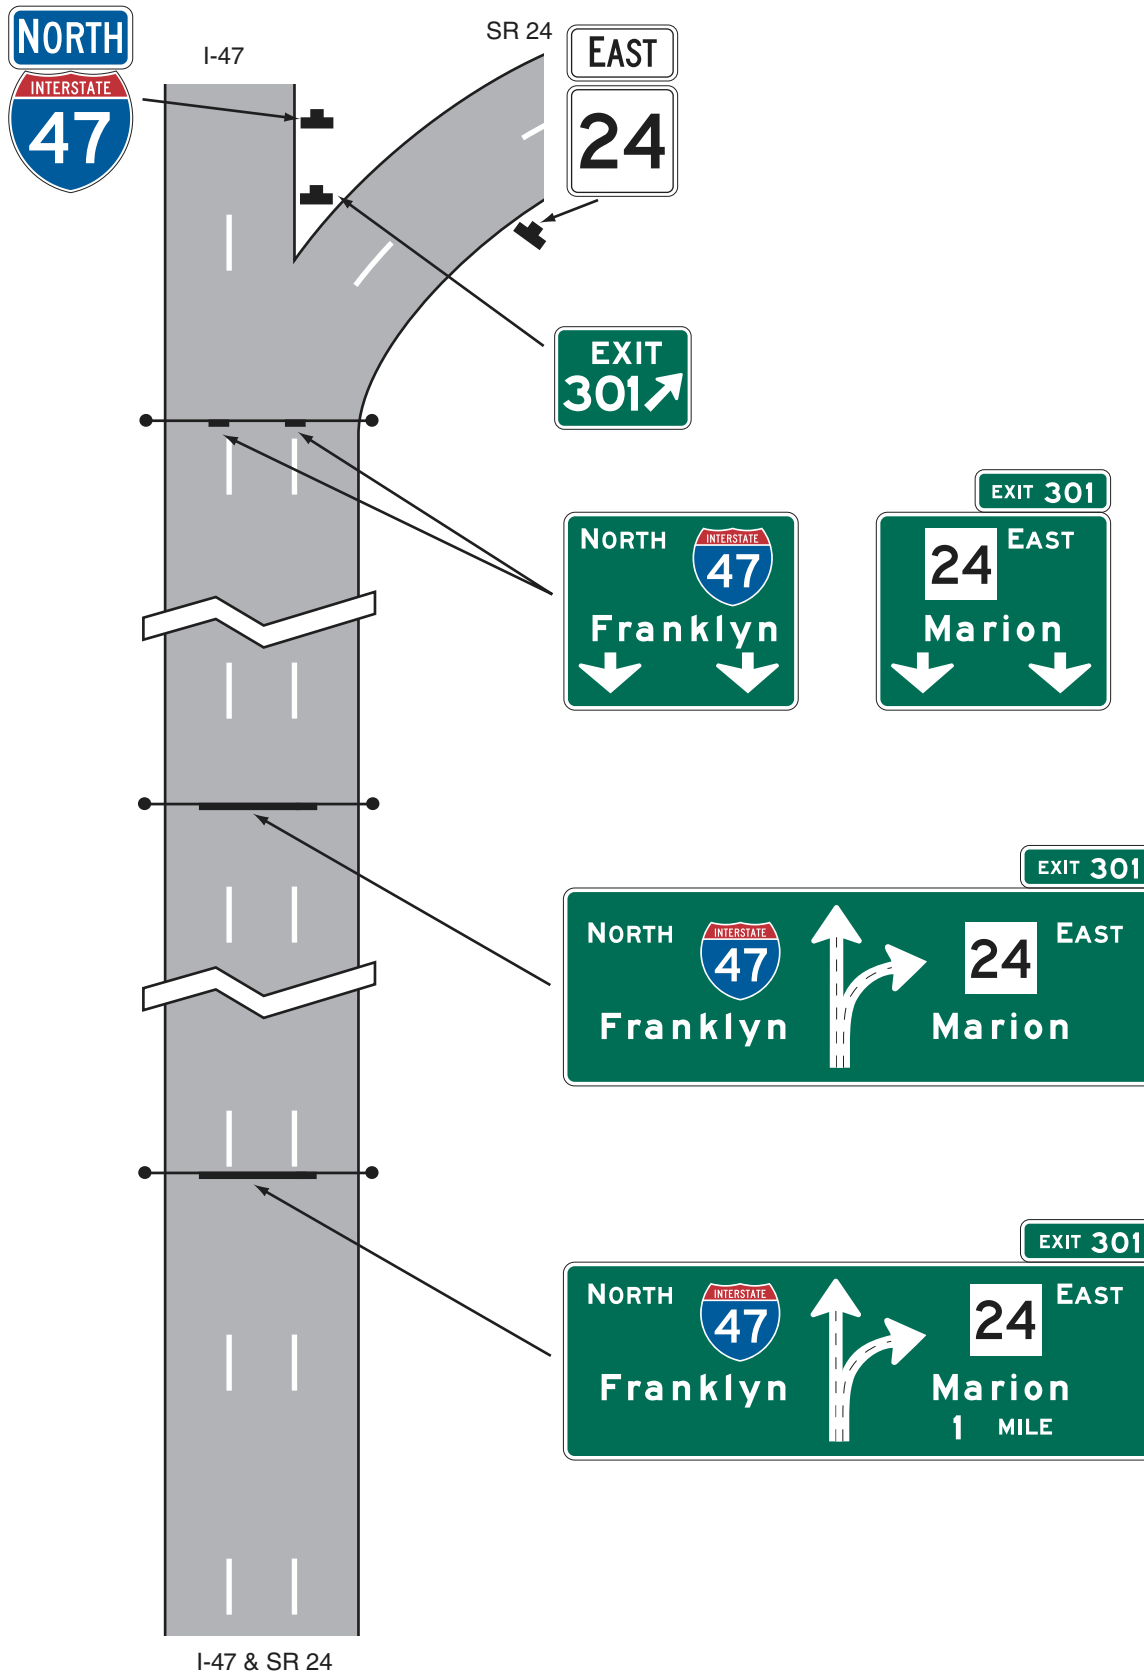 NORTH
INTERSTATE
47
I-47
SR 24
EAST
24
EXIT
301
NORTH
INTERSTATE
47
Franklyn
EXIT 301
24
EAST
Marion
EXIT 301
NORTH
INTERSTATE
47
Franklyn
24
EAST
Marion
EXIT 301
NORTH
INTERSTATE
47
Franklyn
24
EAST
Marion
1 MILE
I-47 & SR 24